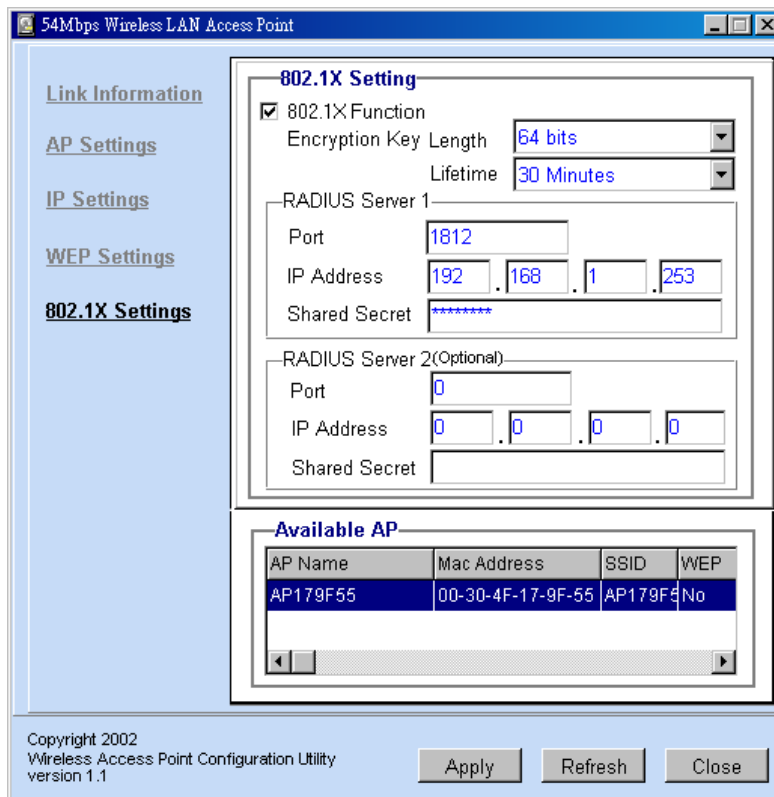 54Mbps Wireless LAN Access Point
Link Information
AP Settings
IP Settings
WEP Settings
802.1X Settings
802.1X Setting
802.1X Function
Encryption Key Length 64 bits
Lifetime 30 Minutes
RADIUS Server 1
Port 1812
IP Address 192 . 168 . 1 . 253
Shared Secret ********
RADIUS Server 2(Optional)
Port 0
IP Address 0 . 0 . 0 . 0
Shared Secret
Available AP
AP Name Mac Address SSID WEP
AP179F55 00-30-4F-17-9F-55 AP179F5 No
Copyright 2002
Wireless Access Point Configuration Utility
version 1.1
Apply Refresh Close